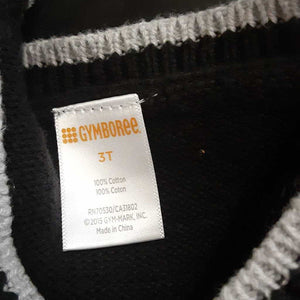 GYMBOREE
3T
100% Cotton
100% Coton
RN70530/CA31802
©2015 GYM-MARK, INC.
Made in China